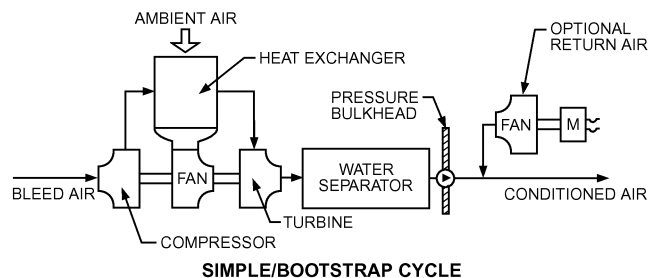 AMBIENT AIR
HEAT EXCHANGER
OPTIONAL
RETURN AIR
PRESSURE
BULKHEAD
FAN
M
WATER
SEPARATOR
FAN
BLEED AIR
CONDITIONED AIR
TURBINE
COMPRESSOR
SIMPLE/BOOTSTRAP CYCLE